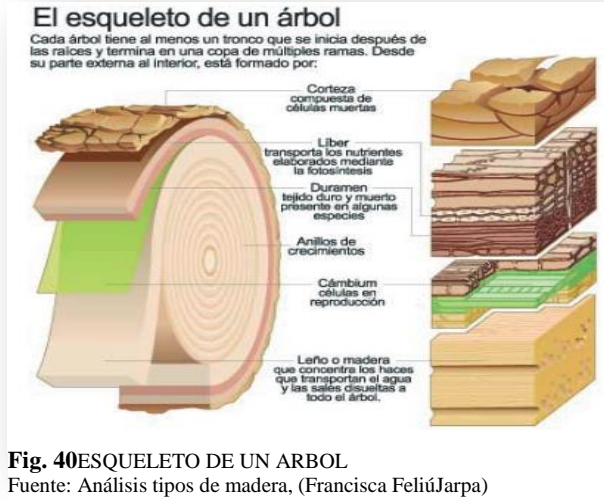 El esqueleto de un árbol
Cada árbol tiene al menos un tronco que se inicia después de
las raíces y termina en una copa de múltiples ramas. Desde
su parte externa al interior, está formado por:
Corteza
compuesta de
células muertas
Líber
transporta los nutrientes
elaborados mediante
la fotosíntesis
Duramen
tejido duro y muerto
presente en algunas
especies
Anillos de
crecimientos
Cámbium
células en
reproducción
Leño o madera
que concentra los haces
que transportan el agua
y las sales disueltas a
todo el árbol.
Fig. 40ESQUELETO DE UN ARBOL
Fuente: Análisis tipos de madera, (Francisca FeliúJarpa)